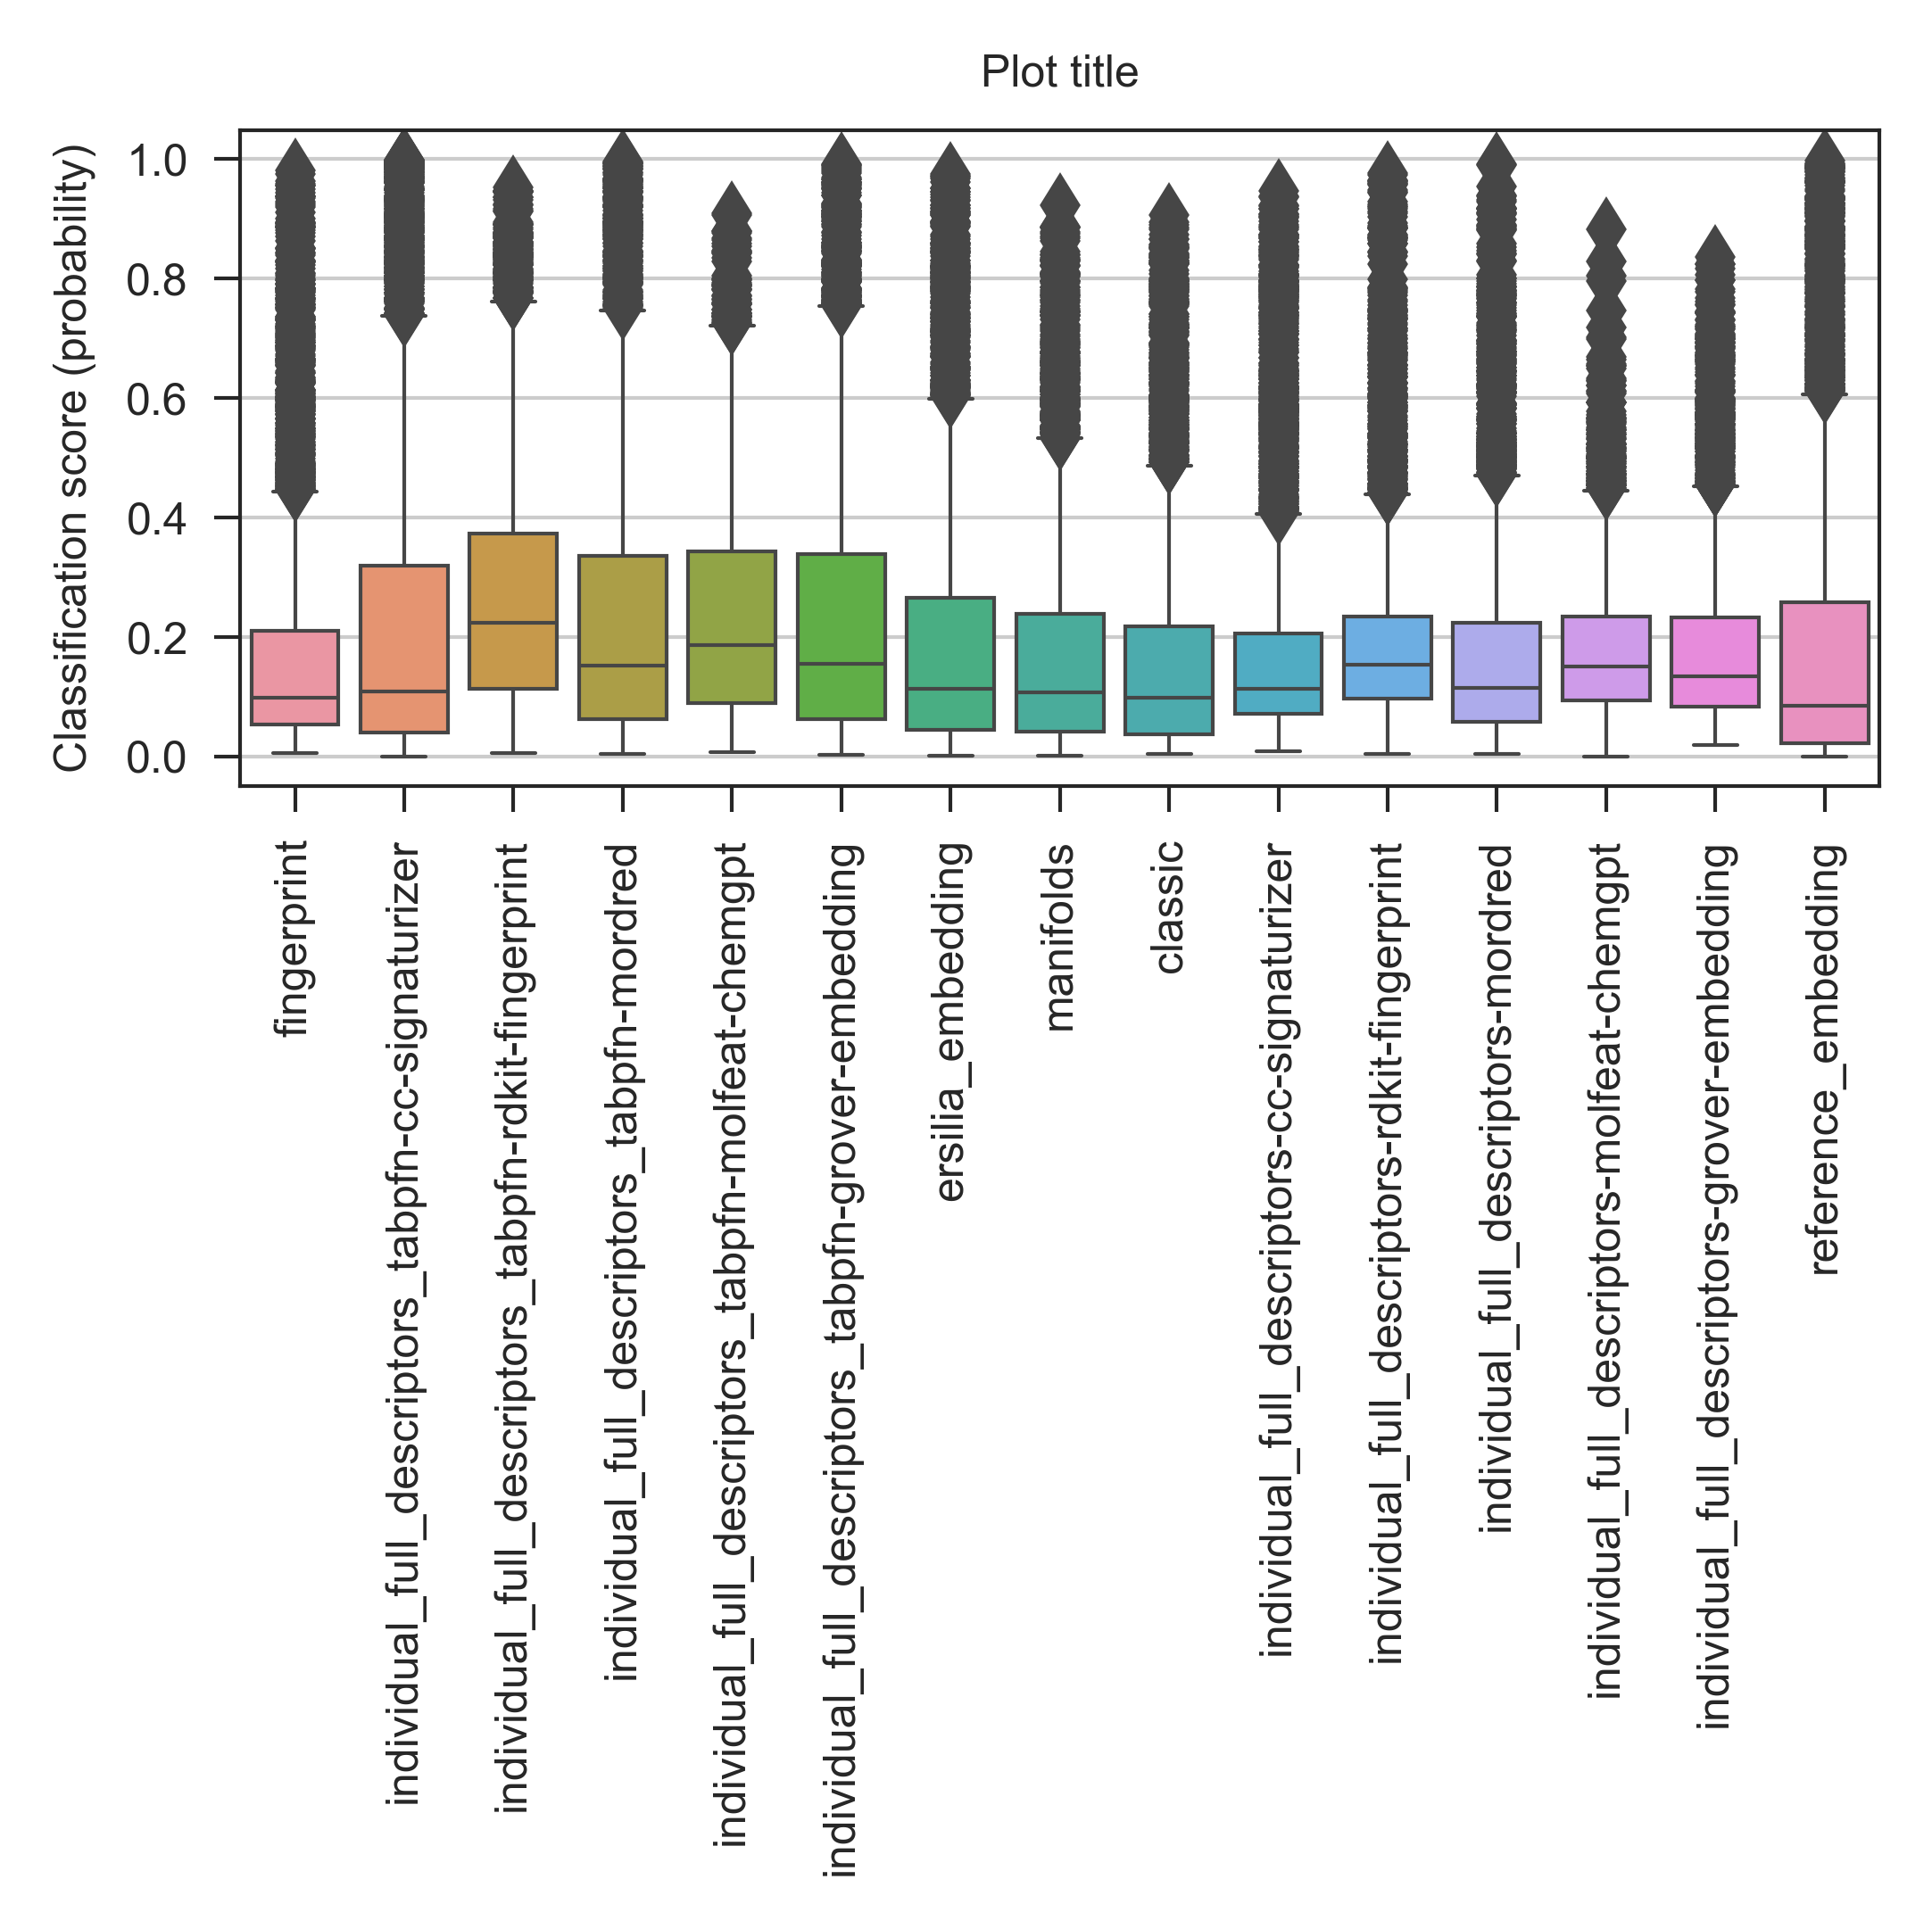 Plot title
Classification score (probability)
1.0
0.8
0.6
0.4
0.2
0.0
fingerprint
individual_full_descriptors_tabpfn-cc-signaturizer
individual_full_descriptors_tabpfn-rdkit-fingerprint
individual_full_descriptors_tabpfn-mordred
individual_full_descriptors_tabpfn-molfeat-chemgpt
individual_full_descriptors_tabpfn-grover-embedding
ersilia_embedding
manifolds
classic
individual_full_descriptors-cc-signaturizer
individual_full_descriptors-rdkit-fingerprint
individual_full_descriptors-mordred
individual_full_descriptors-molfeat-chemgpt
individual_full_descriptors-grover-embedding
reference_embedding